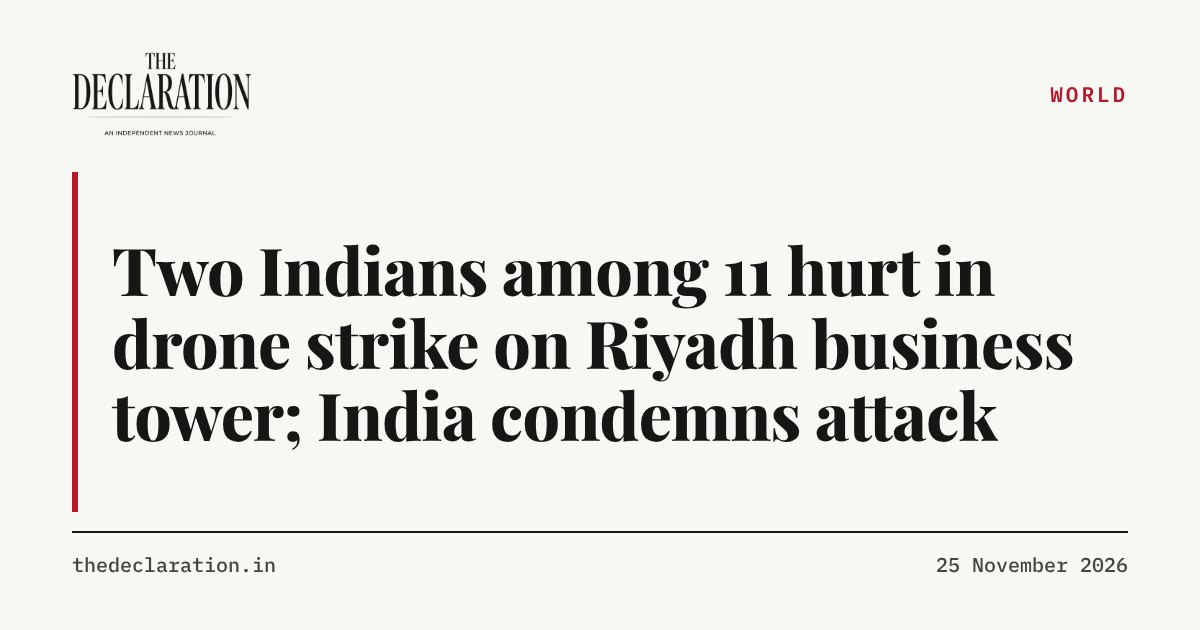 THE
DECLARATION
AN INDEPENDENT NEWS JOURNAL
WORLD
Two Indians among 11 hurt in
drone strike on Riyadh business
tower; India condemns attack
thedeclaration.in
25 November 2026